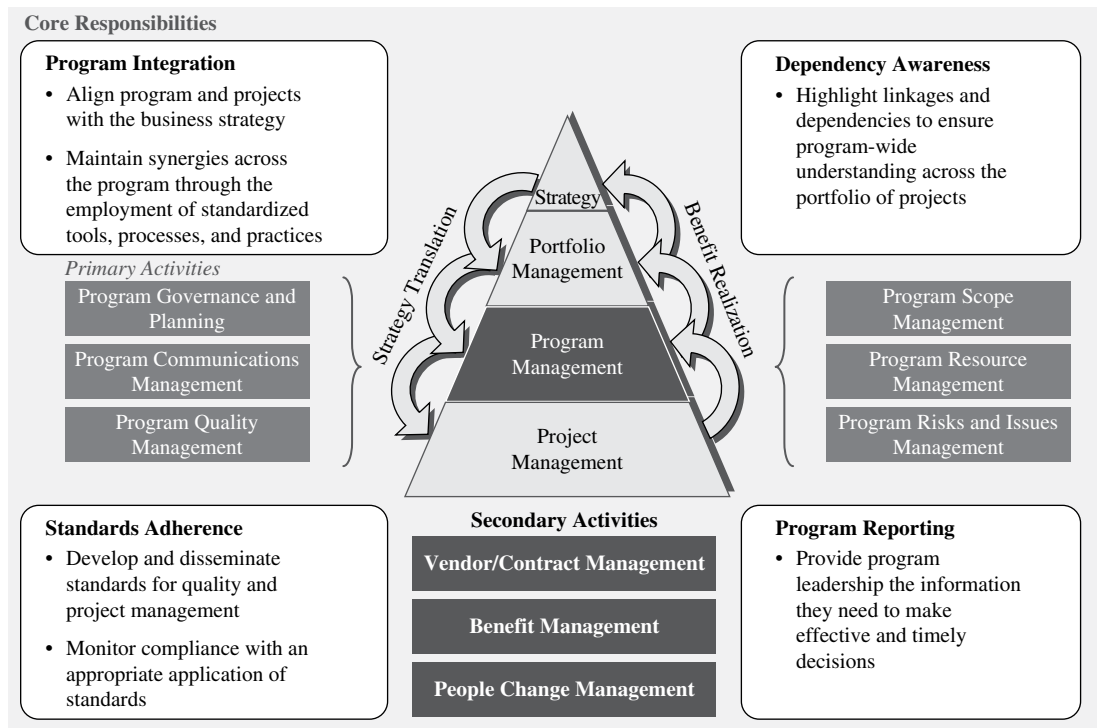 Core Responsibilities
Program Integration
• Align program and projects
with the business strategy
• Maintain synergies across
the program through the
employment of standardized
tools, processes, and practices
Dependency Awareness
• Highlight linkages and
dependencies to ensure
program-wide
understanding across the
portfolio of projects
Primary Activities
Program Governance and
Planning
Program Communications
Management
Program Quality
Management
Strategy Translation
Strategy
Portfolio
Management
Program
Management
Project
Management
Benefit Realization
Program Scope
Management
Program Resource
Management
Program Risks and Issues
Management
Standards Adherence
• Develop and disseminate
standards for quality and
project management
• Monitor compliance with an
appropriate application of
standards
Secondary Activities
Vendor/Contract Management
Benefit Management
People Change Management
Program Reporting
• Provide program
leadership the information
they need to make
effective and timely
decisions